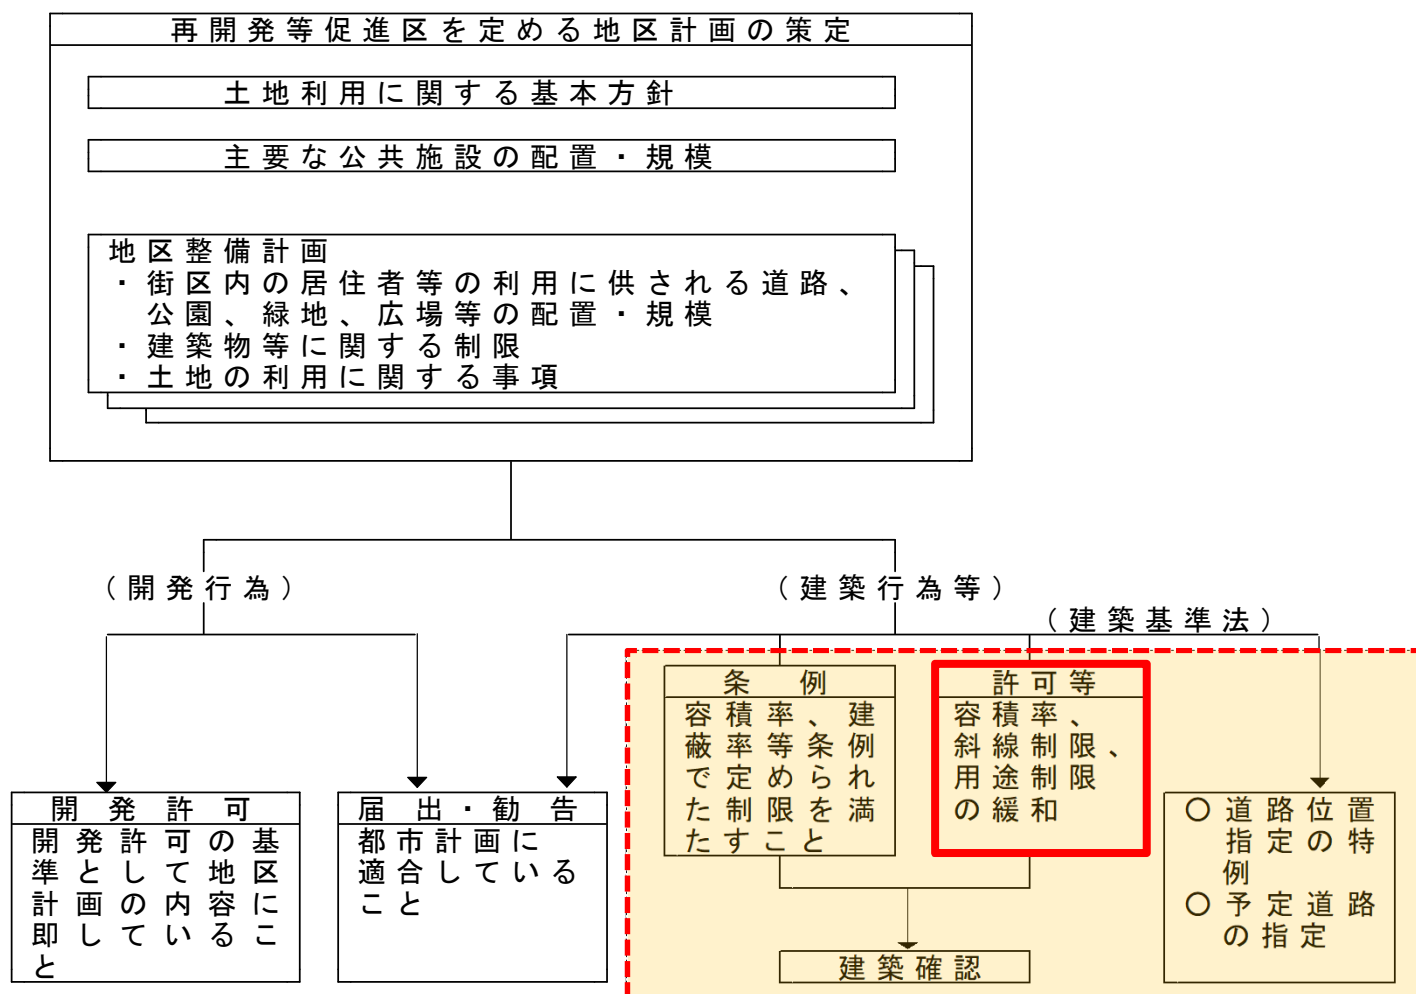 再開発等促進区を定める地区計画の策定
土地利用に関する基本方針
主要な公共施設の配置・規模
地区整備計画
・街区内の居住者等の利用に供される道路、
公園、緑地、広場等の配置・規模
・建築物等に関する制限
・土地の利用に関する事項
（開発行為）
（建築行為等）
（建築基準法）
開発許可
開発許可の基
準として地区
計画の内容に
即しているこ
と
届出・勧告
都市計画に
適合している
こと
条例
容積率、建
蔽率等条例
で定められ
た制限を満
たすこと
許可等
容積率、
斜線制限、
用途制限
の緩和
建築確認
〇道路位置
指定の特
例
〇予定道路
の指定